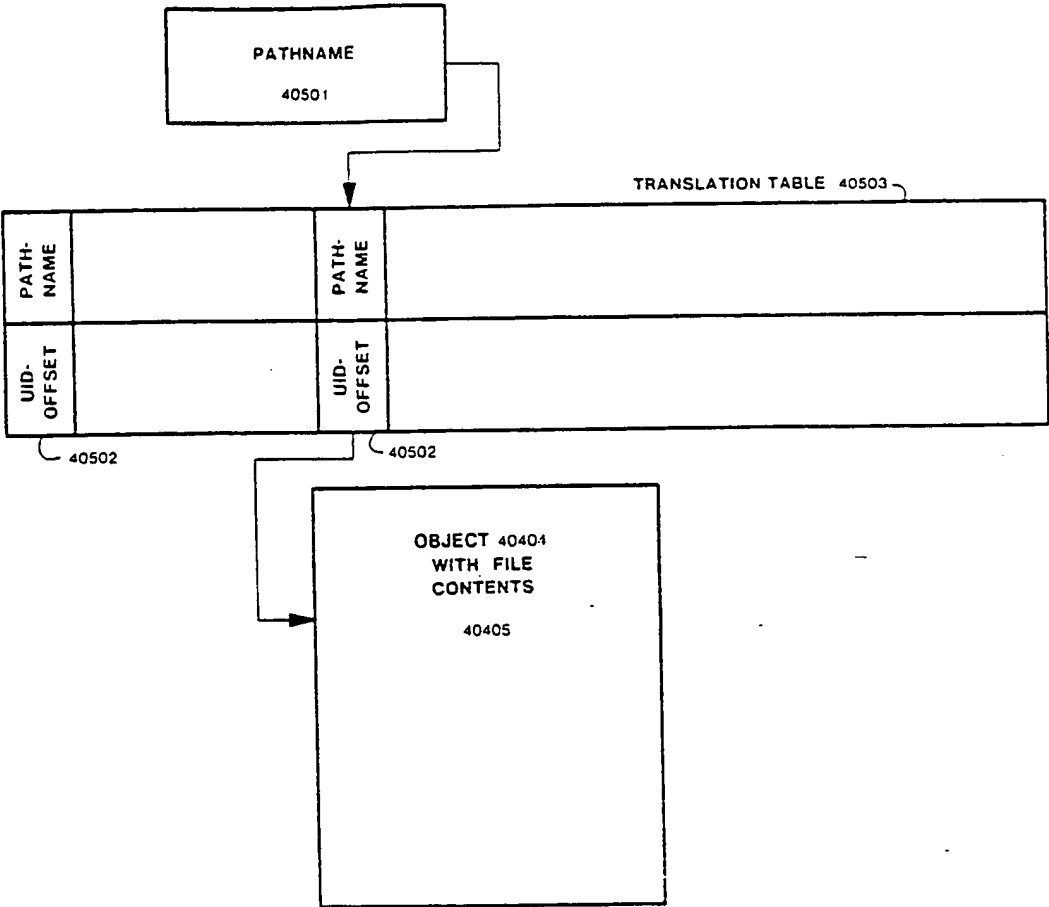 PATHNAME
40501
TRANSLATION TABLE 40503
PATH-
NAME
PATH-
NAME
UID-
OFFSET
UID-
OFFSET
40502
40502
OBJECT 40404
WITH FILE
CONTENTS
40405